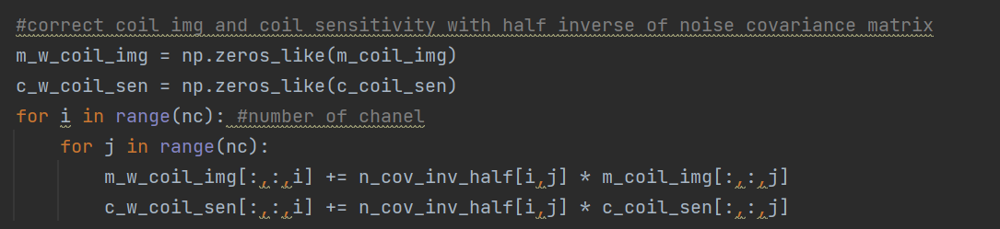 #correct coil img and coil sensitivity with half inverse of noise covariance matrix
m_w_coil_img = np.zeros_like(m_coil_img)
c_w_coil_sen = np.zeros_like(c_coil_sen)
for i in range(nc): #number of chanel
    for j in range(nc):
        m_w_coil_img[:,:,i] += n_cov_inv_half[i,j] * m_coil_img[:,:,j]
        c_w_coil_sen[:,:,i] += n_cov_inv_half[i,j] * c_coil_sen[:,:,j]